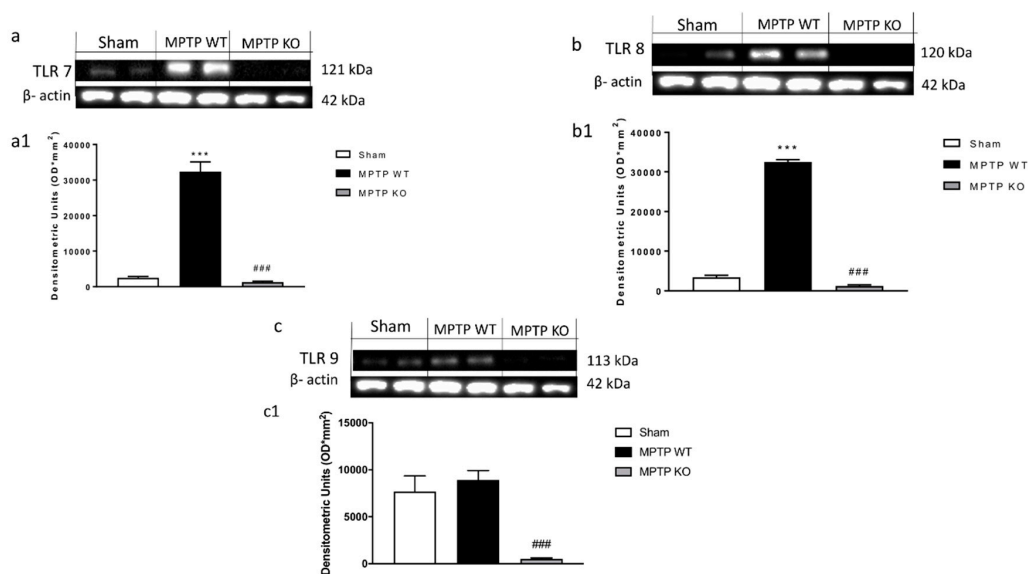 a
Sham MPTP WT MPTP KO
TLR 7 121 kDa
β- actin 42 kDa
a1
Densitometric Units (OD*mm²)
40000
30000
20000
10000
0
***
###
Sham
MPTP WT
MPTP KO
b
Sham MPTP WT MPTP KO
TLR 8 120 kDa
β- actin 42 kDa
b1
Densitometric Units (OD*mm²)
40000
30000
20000
10000
0
***
###
Sham
MPTP WT
MPTP KO
c
Sham MPTP WT MPTP KO
TLR 9 113 kDa
β- actin 42 kDa
c1
Densitometric Units (OD*mm²)
15000
10000
5000
0
###
Sham
MPTP WT
MPTP KO